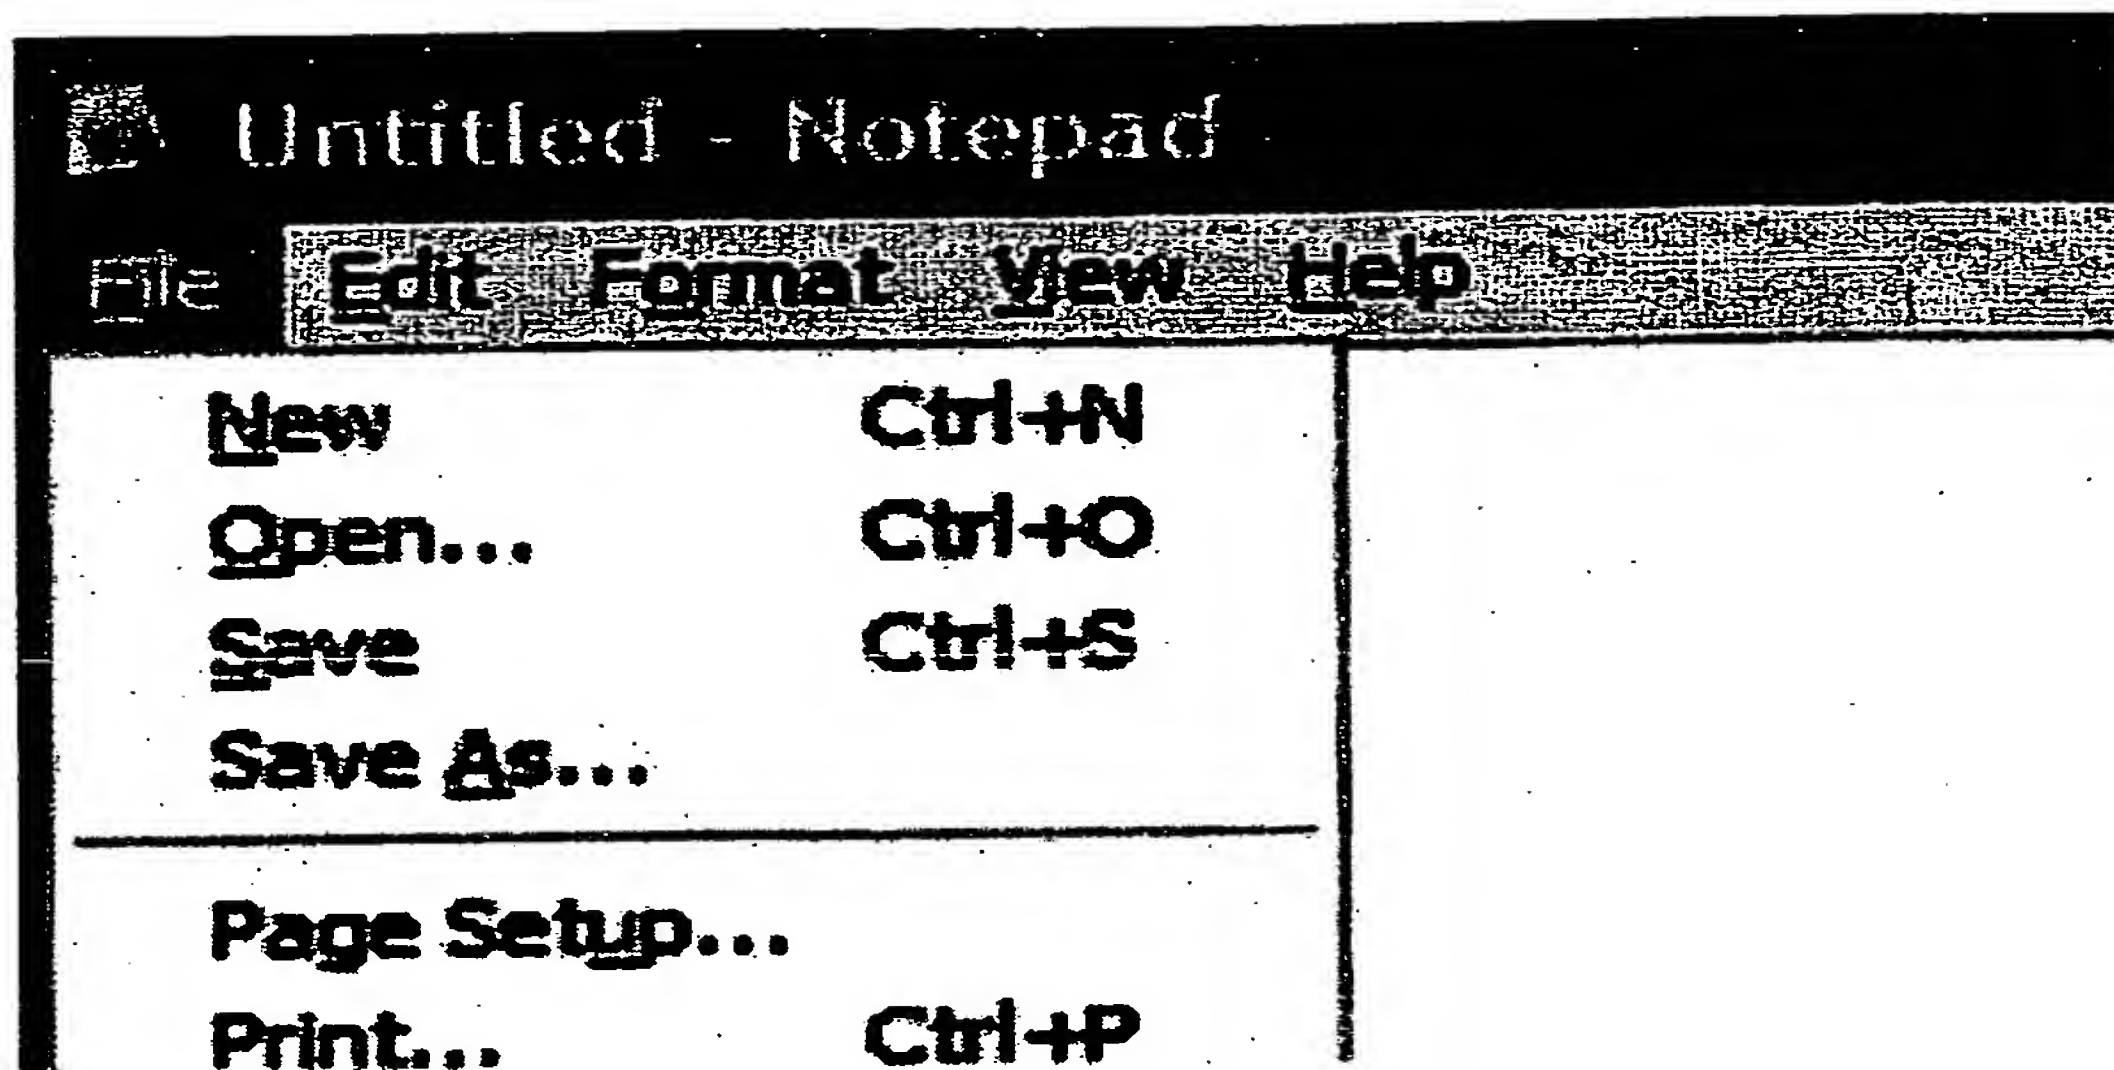 Untitled - Notepad
File Edit Format View Help
New Ctrl+N
Open... Ctrl+O
Save Ctrl+S
Save As...
Page Setup...
Print... Ctrl+P